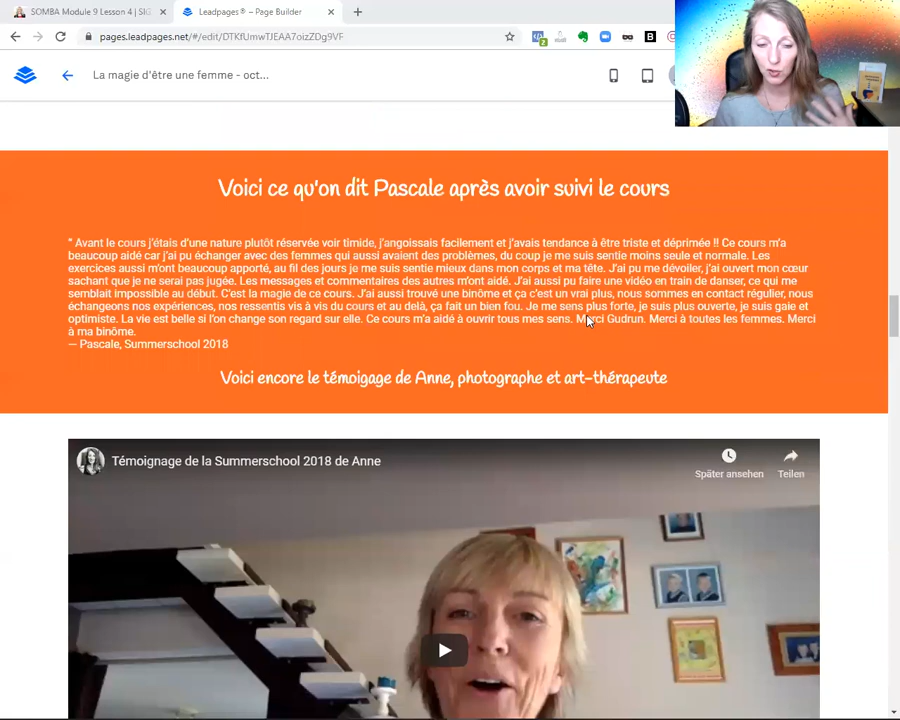 SOMBA Module 9 Lesson 4 | Ski
Leadpages® – Page Builder
pages.leadpages.net/#/edit/DTKfUmwTJEAA7oizZDg9VF
La magie d'être une femme - oct...
Voici ce qu'on dit Pascale après avoir suivi le cours
" Avant le cours j'étais d'une nature plutôt réservée voir timide, j'angoissais facilement et j'avais tendance à être triste et déprimée !! Ce cours m'a
beaucoup aidé car j'ai pu échanger avec des femmes qui aussi avaient des problèmes, du coup je me suis sentie moins seule et normale. Les
exercices aussi m'ont beaucoup apporté, au fil des jours je me suis sentie mieux dans mon corps et ma tête. J'ai pu me dévoiler, j'ai ouvert mon cœur
sachant que je ne serai pas jugée. Les messages et commentaires des autres m'ont aidé. J'ai aussi pu faire une vidéo en train de danser, ce qui me
semblait impossible au début. C'est la magie de ce cours. J'ai aussi trouvé une binôme et ça c'est un vrai plus, nous sommes en contact régulier, nous
échangeons nos expériences, nos ressentis vis à vis du cours et au delà, ça fait un bien fou. Je me sens plus forte, je suis plus ouverte, je suis gaie et
optimiste. La vie est belle si l'on change son regard sur elle. Ce cours m'a aidé à ouvrir tous mes sens. Merci Gudrun. Merci à toutes les femmes. Merci
à ma binôme.
— Pascale, Summerschool 2018
Voici encore le témoigage de Anne, photographe et art-thérapeute
Témoignage de la Summerschool 2018 de Anne
Später ansehen
Teilen